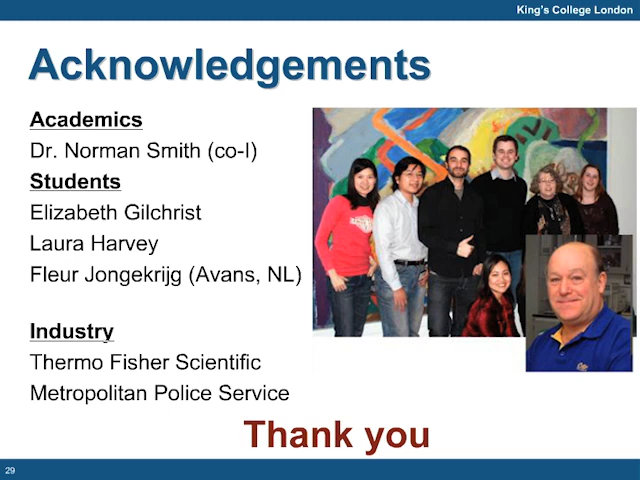 King's College London
Acknowledgements
Academics
Dr. Norman Smith (co-I)
Students
Elizabeth Gilchrist
Laura Harvey
Fleur Jongekrijg (Avans, NL)
Industry
Thermo Fisher Scientific
Metropolitan Police Service
Thank you
29